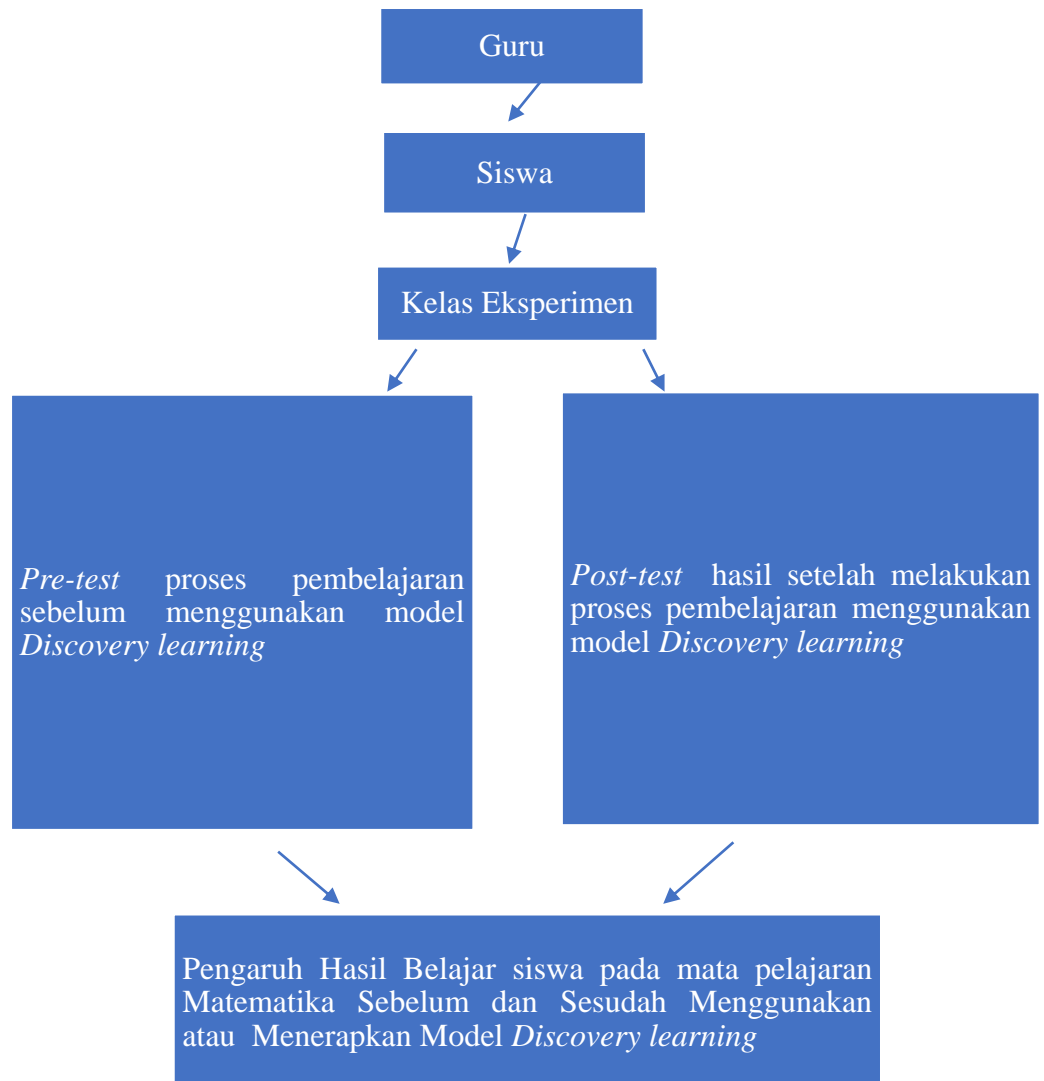 Guru
Siswa
Kelas Eksperimen
Pre-test proses pembelajaran
sebelum menggunakan model
Discovery learning
Post-test hasil setelah melakukan
proses pembelajaran menggunakan
model Discovery learning
Pengaruh Hasil Belajar siswa pada mata pelajaran
Matematika Sebelum dan Sesudah Menggunakan
atau Menerapkan Model Discovery learning